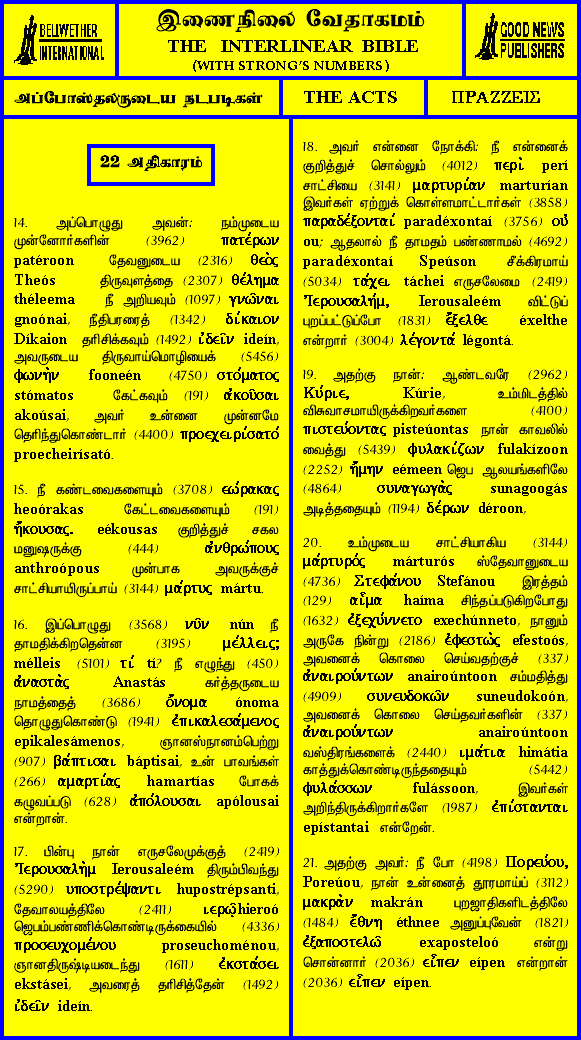 BELLWETHER
INTERNATIONAL
இணைநிலை வேதாகமம்
THE INTERLINEAR BIBLE
(WITH STRONG'S NUMBERS)
GOOD NEWS
PUBLISHERS
அப்போஸ்தலருடைய நடபடிகள்
THE ACTS
ΠΡΑΖΖΕΙΣ
22 அதிகாரம்
14. அப்பொழுது அவன்: நம்முடைய
முன்னோர்களின் (3962) πατέρων
patéroon தேவனுடைய (2316) θεὸς
Theós திருவுளத்தை (2307) θέλημα
théleema நீ அறியவும் (1097) γνῶναι
gnoónai, நீதிபரரைத் (1342) δίκαιον
Díkaion தரிசிக்கவும் (1492) ἰδεῖν ideín,
அவருடைய திருவாய்மொழியைக் (5456)
φωνὴν fooneén (4750) στόματος
stómatos கேட்கவும் (191) ἀκοῦσαι
akoúsai, அவர் உன்னை முன்னமே
தெரிந்துகொண்டார் (4400) προεχειρίσατό
proecheirísató.
15. நீ கண்டவைகளையும் (3708) εώρακας
heoórakas கேட்டவைகளையும் (191)
ἤκουσας. eékousas குறித்துச் சகல
மனுஷருக்கு (444) ἀνθρώπους
anthroópous முன்பாக அவருக்குச்
சாட்சியாயிருப்பாய் (3144) μάρτυς mártu.
16. இப்பொழுது (3568) νῦν nún நீ
தாமதிக்கிறதென்ன (3195) μέλλεις;
mélleis (5101) τί tí? நீ எழுந்து (450)
ἀναστὰς Anastás கர்த்தருடைய
நாமத்தைத் (3686) ὄνομα ónoma
தொழுதுகொண்டு (1941) ἐπικαλεσάμενος
epikalesámenos, ஞானஸ்நானம்பெற்று
(907) βάπτισαι báptisai, உன் பாவங்கள்
(266) αμαρτίας hamartías போகக்
கழுவப்படு (628) ἀπόλουσαι apólousai
என்றான்.
17. பின்பு நான் எருசலேமுக்குத் (2419)
Ἰερουσαλὴμ Ierousaleém திரும்பிவந்து
(5290) υποστρέψαντι hupostrépsanti,
தேவாலயத்திலே (2411) ιερῷ hieroó
ஜெபம்பண்ணிக்கொண்டிருக்கையில் (4336)
προσευχομένου proseuchoménou,
ஞானதிருஷ்டியடைந்து (1611) ἐκστάσει
ekstásei, அவரைத் தரிசித்தேன் (1492)
ἰδεῖν ideín.
18. அவர் என்னை நோக்கி: நீ என்னைக்
குறித்துச் சொல்லும் (4012) περὶ perí
சாட்சியை (3141) μαρτυρίαν marturían
இவர்கள் ஏற்றுக் கொள்ளமாட்டார்கள் (3858)
παραδέξονταί paradéxontaí (3756) οὐ
ou; ஆதலால் நீ தாமதம் பண்ணாமல் (4692)
paradéxontaí Speúson சீக்கிரமாய்
(5034) τάχει táchei எருசலேமை (2419)
Ἰερουσαλήμ, Ierousaleém விட்டுப்
புறப்பட்டுப்போ (1831) ἔξελθε éxelthe
என்றார் (3004) λέγοντά légontá.
19. அதற்கு நான்: ஆண்டவரே (2962)
Κύριε, Kúrie, உம்மிடத்தில்
விசுவாசமாயிருக்கிறவர்களை (4100)
πιστεύοντας pisteúontas நான் காவலில்
வைத்து (5439) φυλακίζων fulakízoon
(2252) ἤμην eémeen ஜெப ஆலயங்களிலே
(4864) συναγωγὰς sunagoogás
அடித்ததையும் (1194) δέρων déroon,
20. உம்முடைய சாட்சியாகிய (3144)
μάρτυρός márturós ஸ்தேவானுடைய
(4736) Στεφάνου Stefánou இரத்தம்
(129) αἷμα haíma சிந்தப்படுகிறபோது
(1632) ἐξεχύννετο exechúnneto, நானும்
அருகே நின்று (2186) ἐφεστὼς efestoós,
அவனைக் கொலை செய்வதற்குச் (337)
ἀναιρούντων anairoúntoon சம்மதித்து
(4909) συνευδοκῶν suneudokoón,
அவனைக் கொலை செய்தவர்களின் (337)
ἀναιρούντων anairoúntoon
வஸ்திரங்களைக் (2440) ιμάτια himátia
காத்துக்கொண்டிருந்ததையும் (5442)
φυλάσσων fulássoon, இவர்கள்
அறிந்திருக்கிறார்களே (1987) ἐπίστανται
epístantai என்றேன்.
21. அதற்கு அவர்: நீ போ (4198) Πορεύου,
Poreúou, நான் உன்னைத் தூரமாய்ப் (3112)
μακρὰν makrán புறஜாதிகளிடத்திலே
(1484) ἔθνη éthnee அனுப்புவேன் (1821)
ἐξαποστελῶ exaposteloó என்று
சொன்னார் (2036) εἶπεν eípen என்றான்
(2036) εἶπεν eípen.